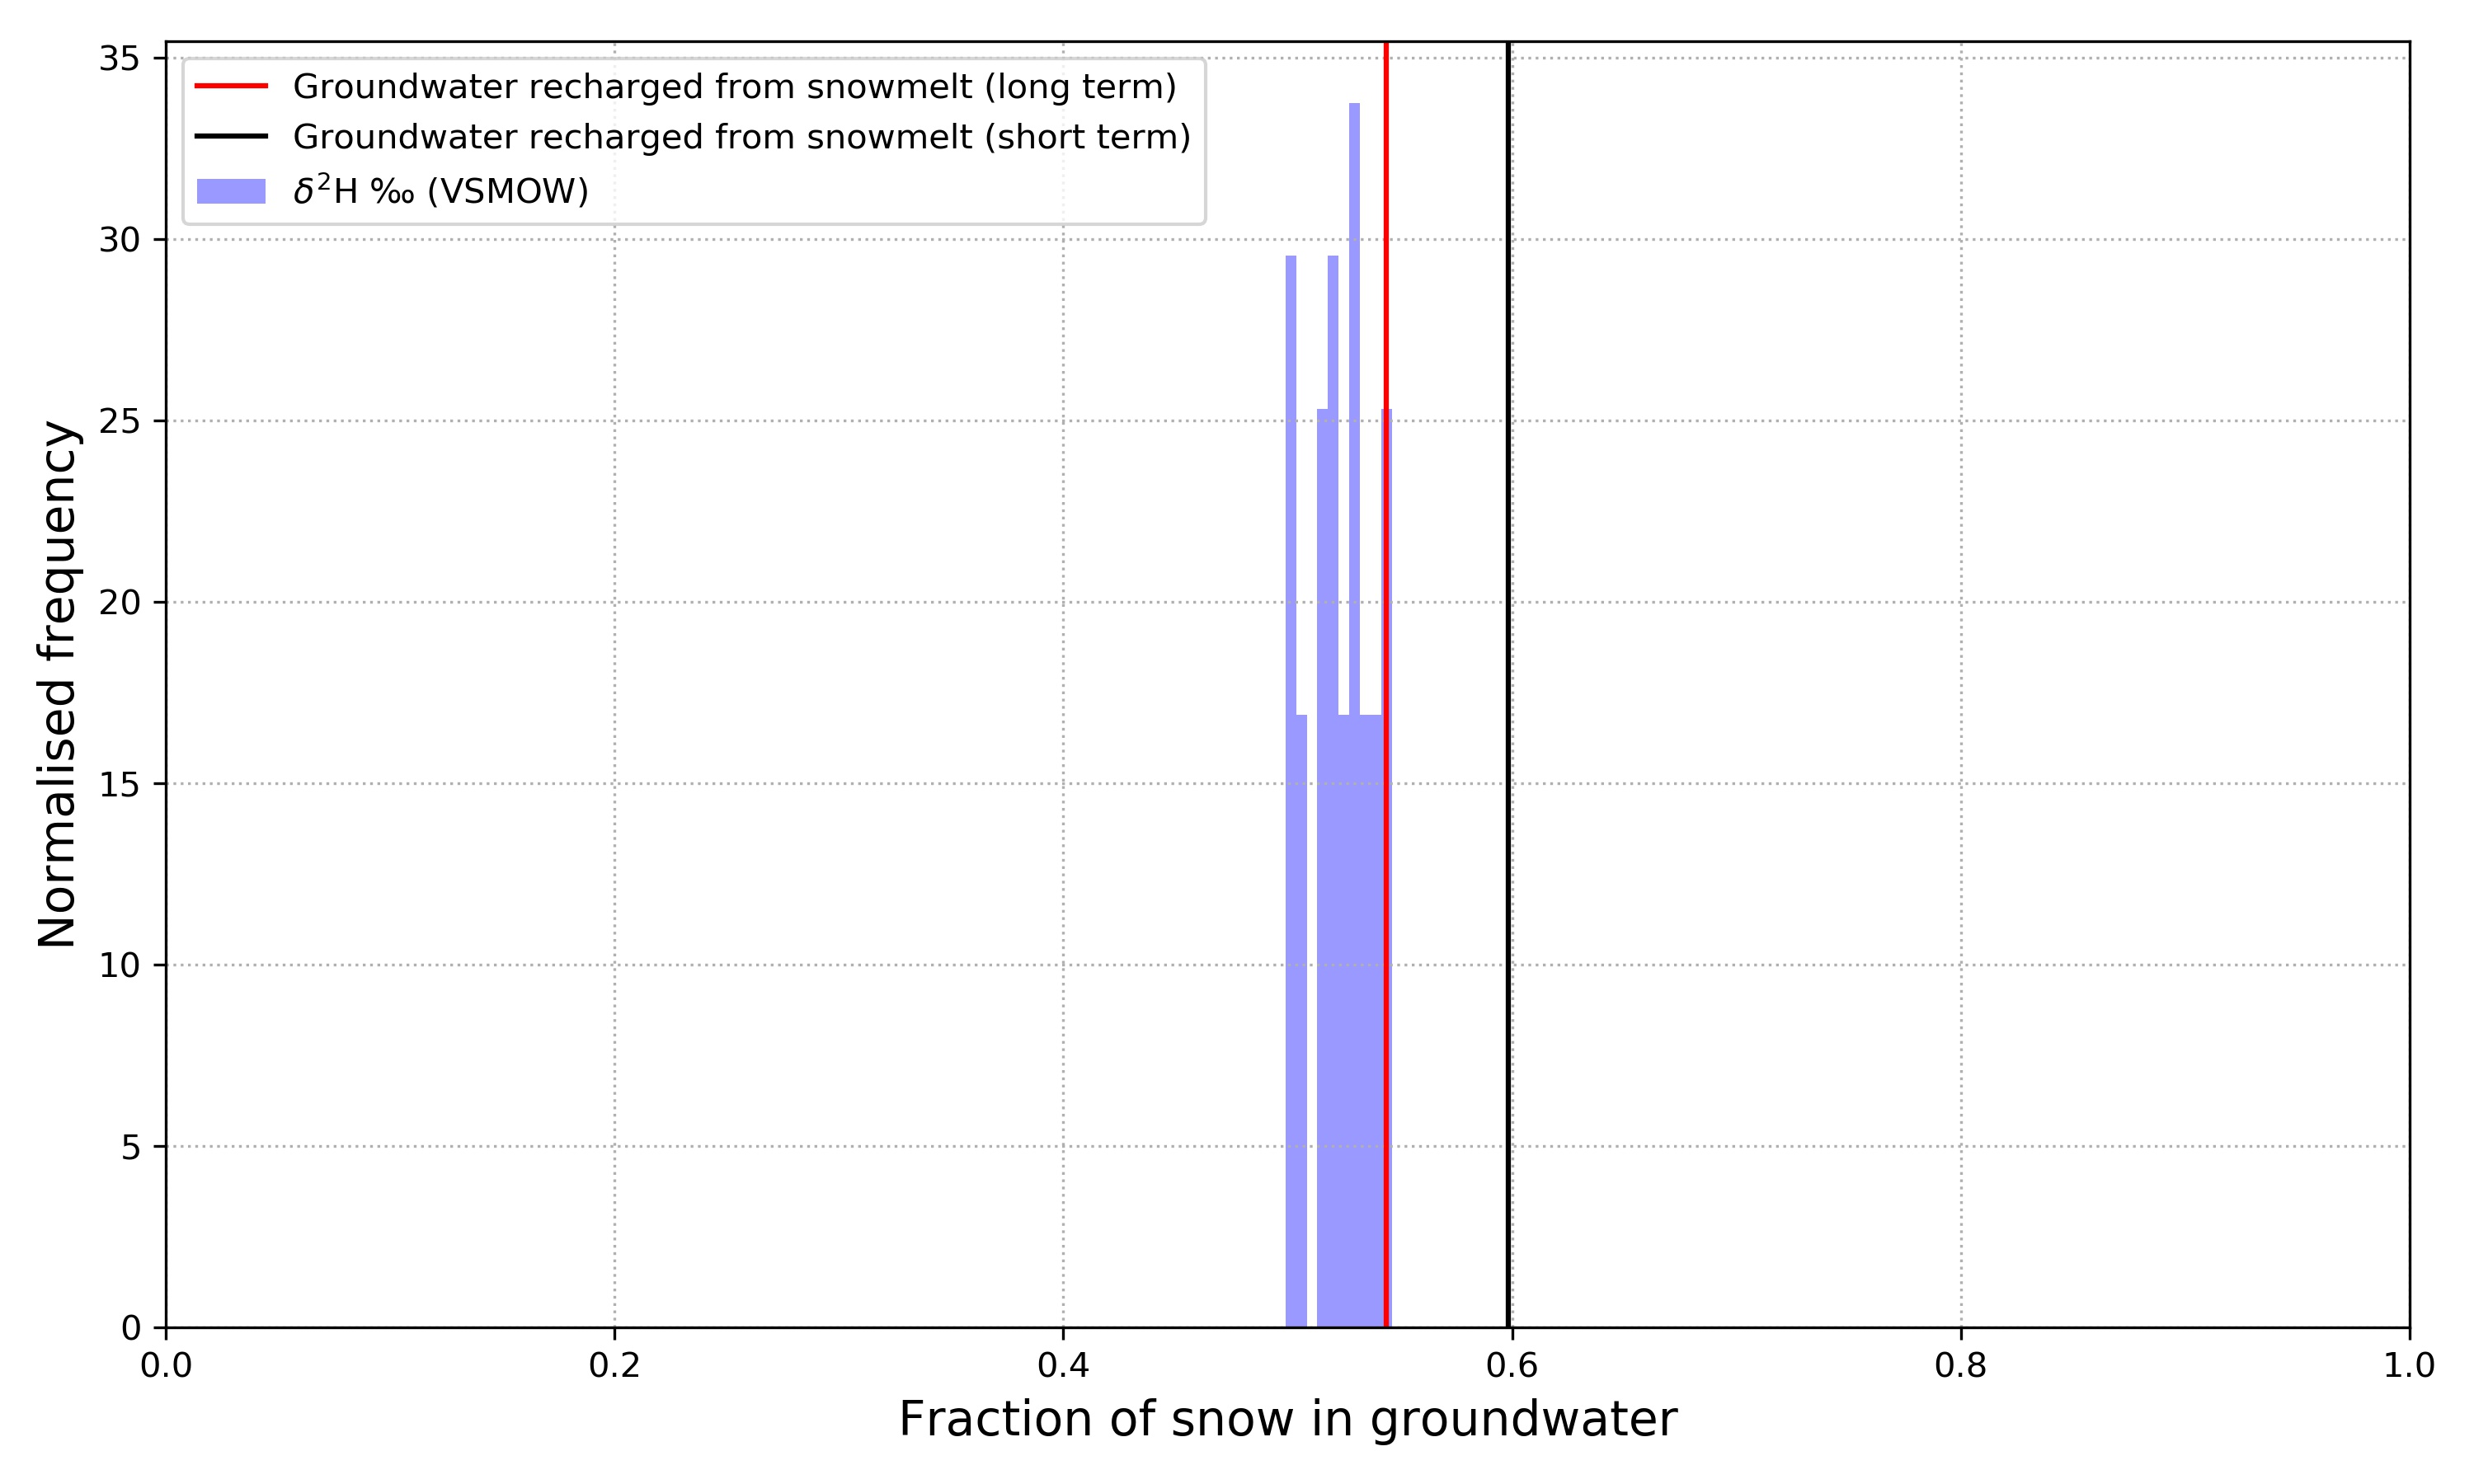 Groundwater recharged from snowmelt (long term)
Groundwater recharged from snowmelt (short term)
δ²H ‰ (VSMOW)
35
30
25
20
15
10
5
0
Normalised frequency
0.0 0.2 0.4 0.6 0.8 1.0
Fraction of snow in groundwater